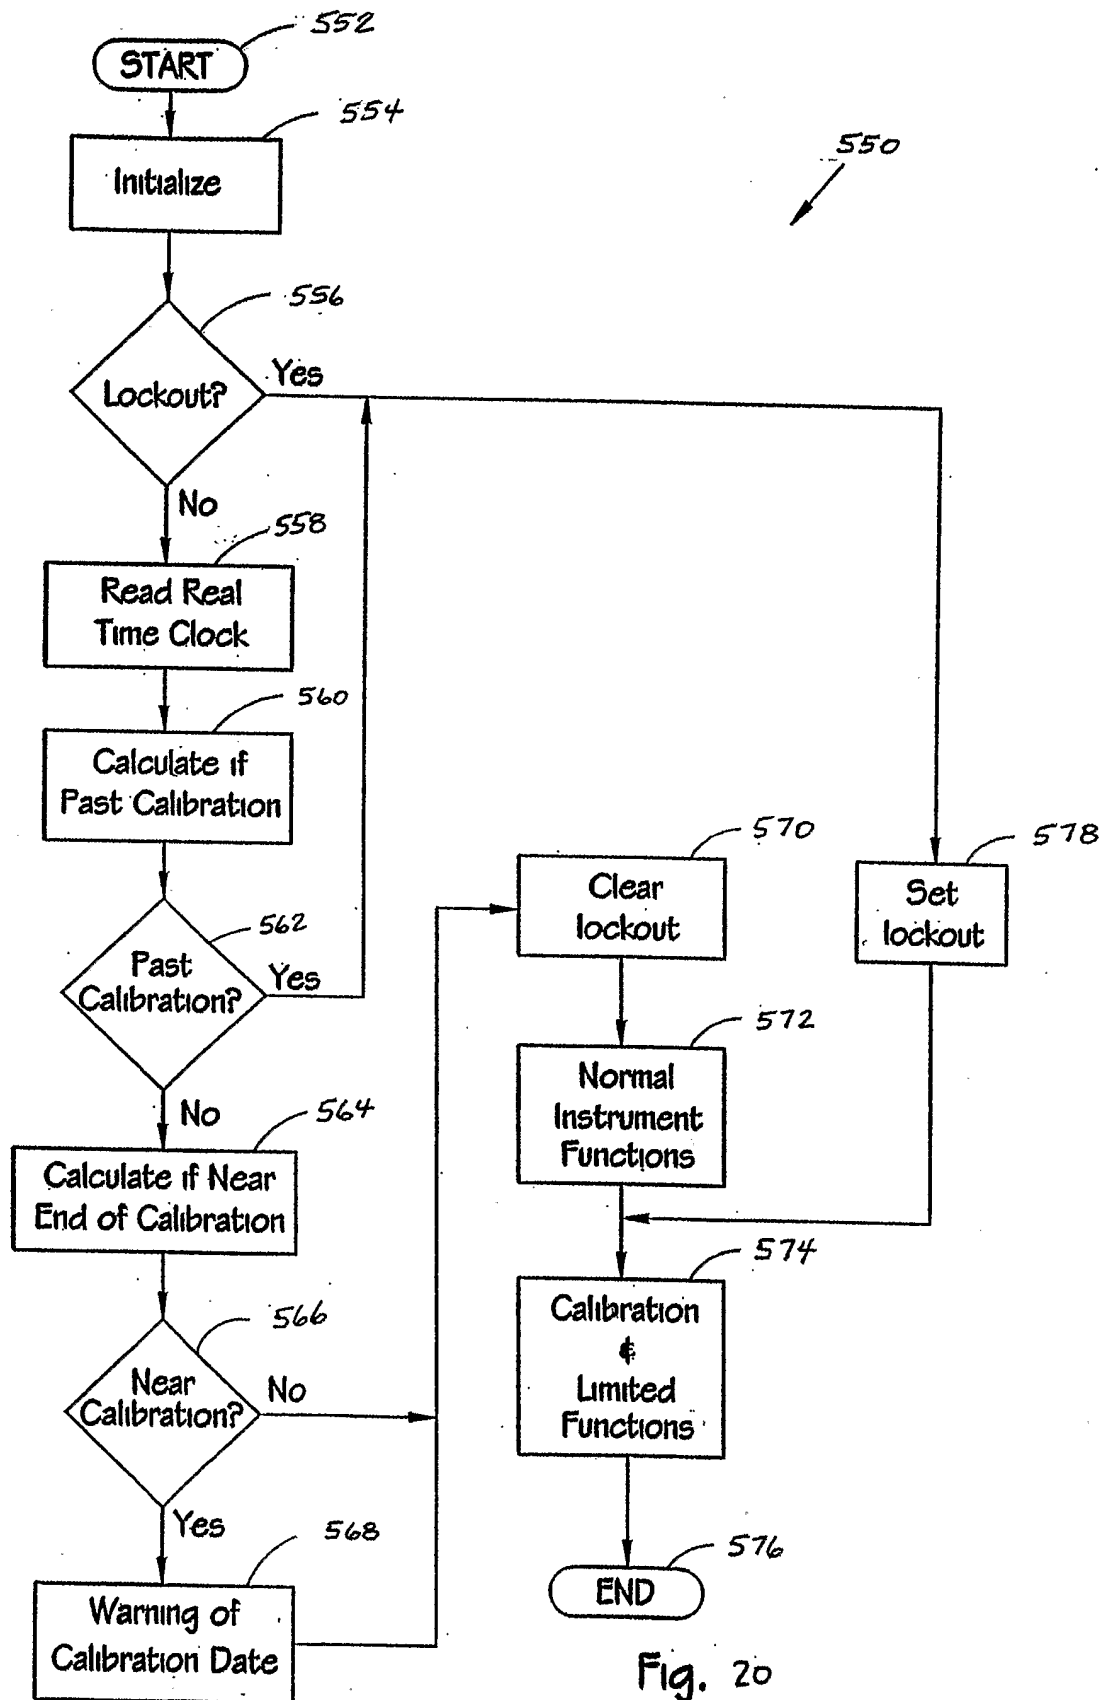 552
START
554
Initialize
550
556
Lockout?
Yes
No
558
Read Real
Time Clock
560
Calculate if
Past Calibration
562
Past
Calibration?
Yes
No
564
Calculate if Near
End of Calibration
566
Near
Calibration?
No
Yes
568
Warning of
Calibration Date
570
Clear
lockout
578
Set
lockout
572
Normal
Instrument
Functions
574
Calibration
&
Limited
Functions
576
END
Fig. 20